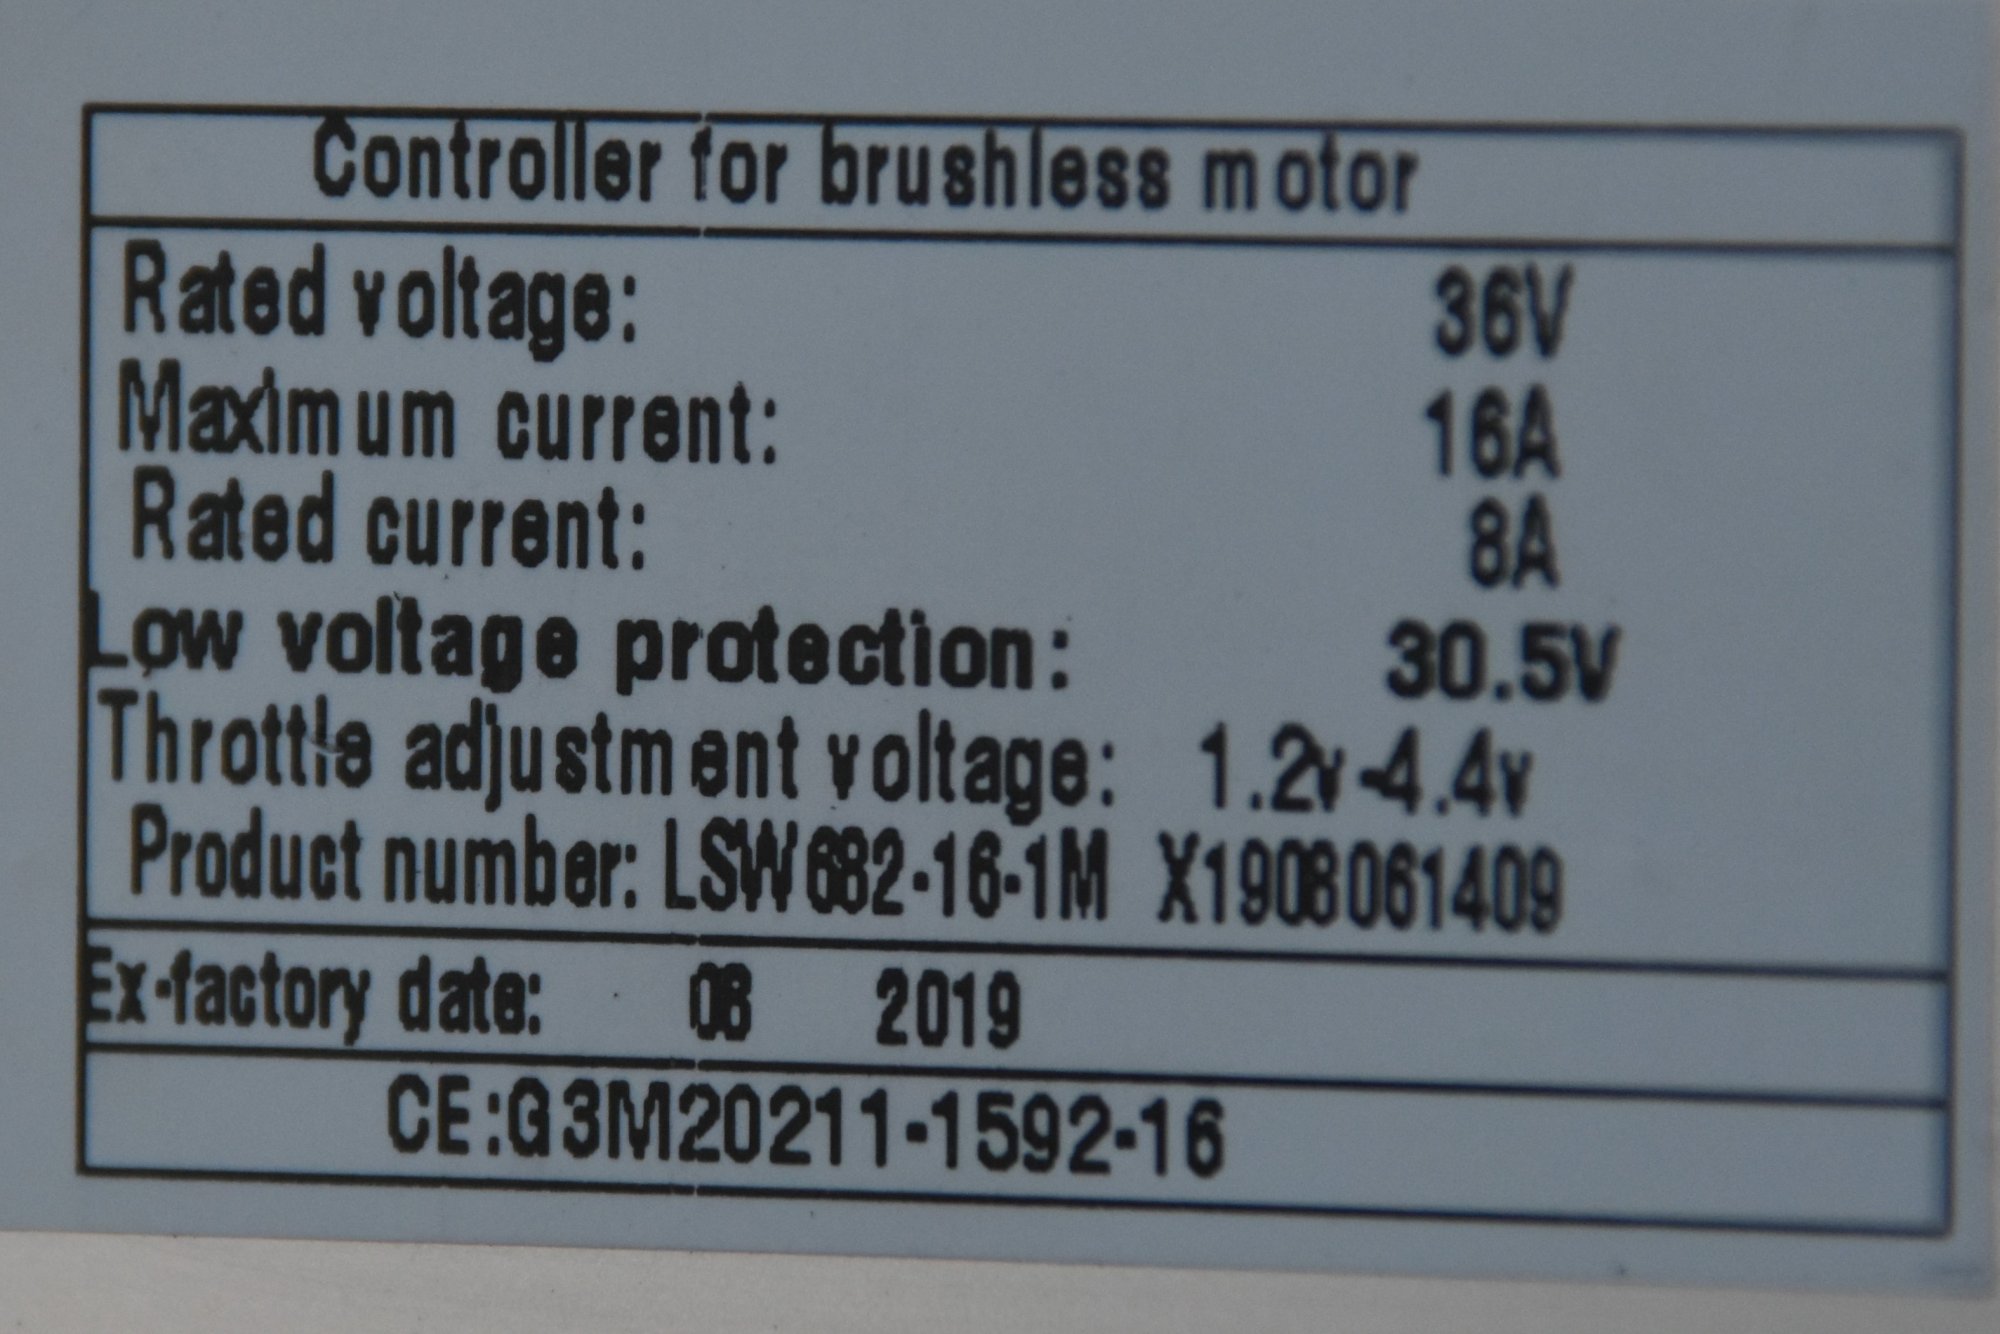 Controller for brushless motor
Rated voltage: 36V
Maximum current: 16A
Rated current: 8A
Low voltage protection: 30.5V
Throttle adjustment voltage: 1.2v-4.4v
Product number: LSW682-16-1M X1908061409
Ex-factory date: 08 2019
CE:G3M20211-1592-16